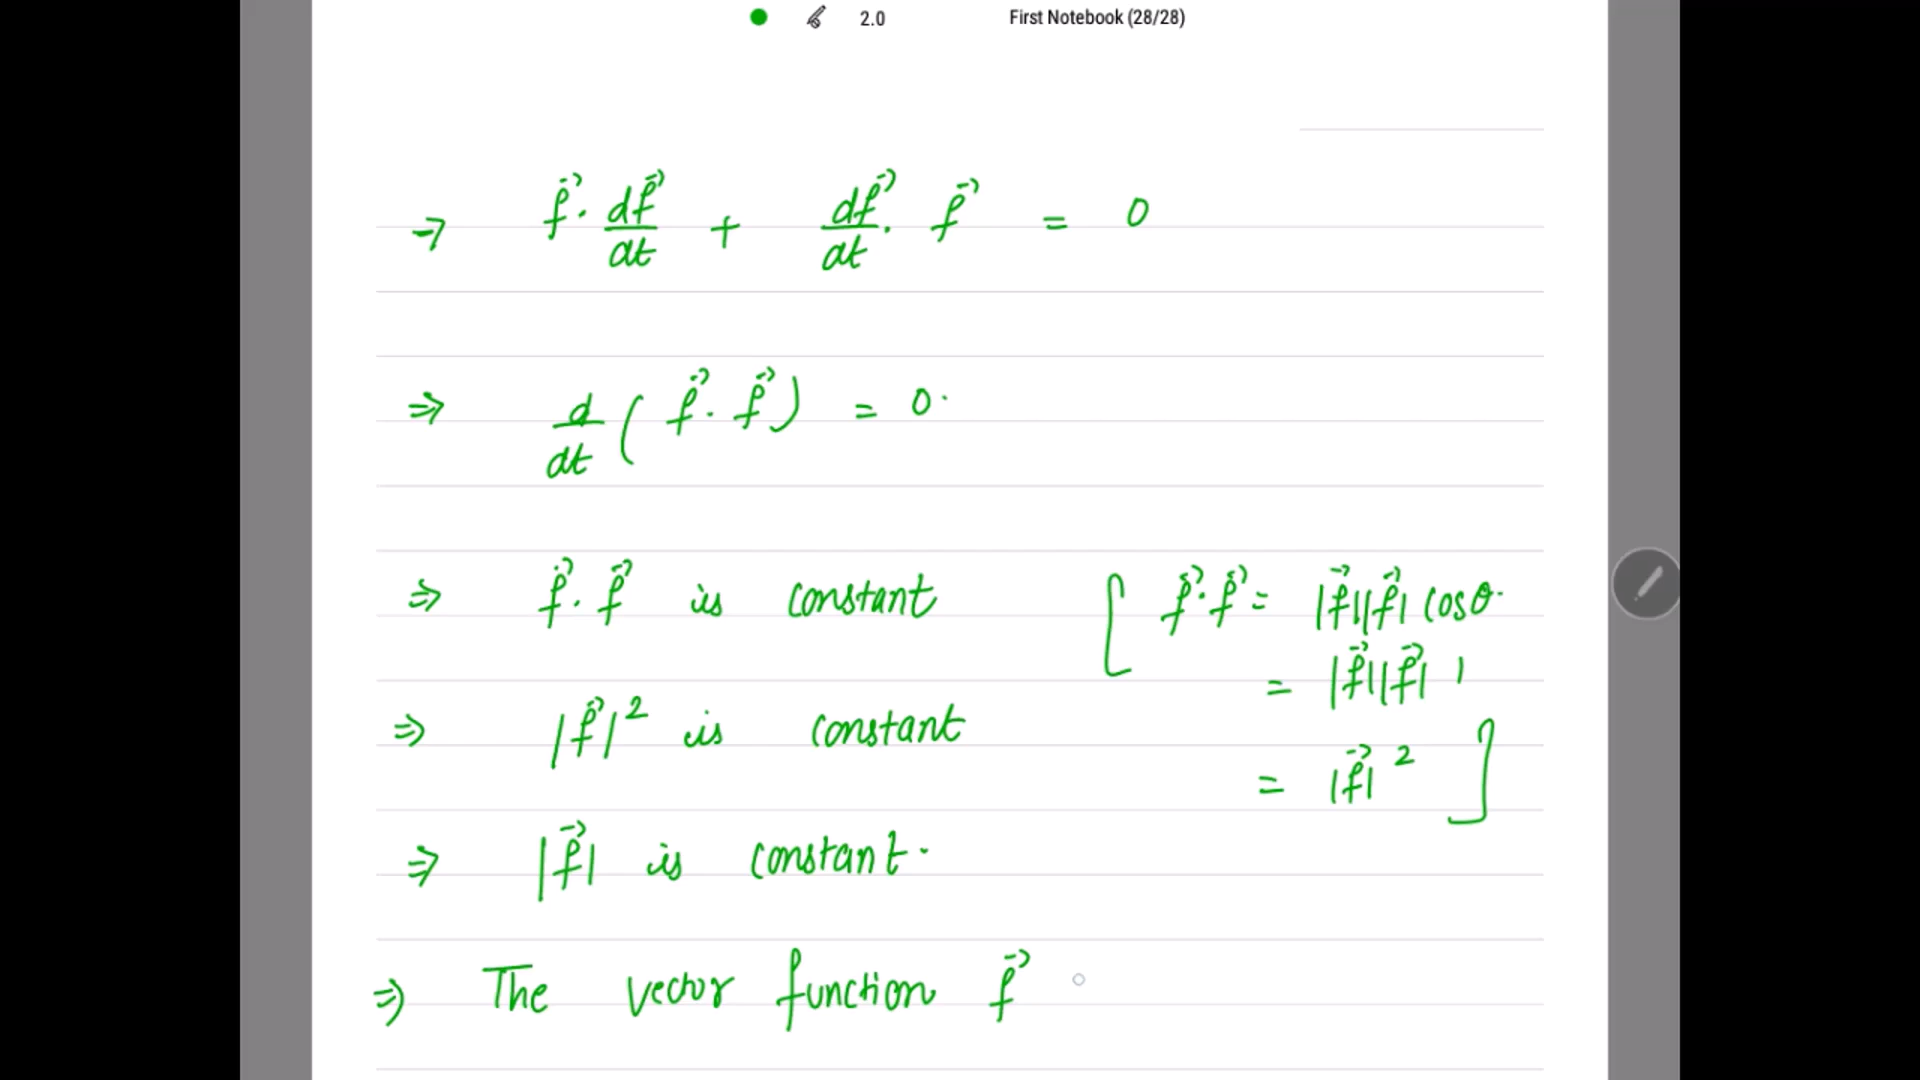 2.0 First Notebook (28/28)
→ f⃗ · df⃗/dt + df⃗/dt · f⃗ = 0
⇒ d/dt ( f⃗ · f⃗ ) = 0.
⇒ f⃗ · f⃗ is constant [ f⃗ · f⃗ = |f⃗||f⃗| cosθ.
= |f⃗||f⃗| 1
⇒ |f⃗|² is constant
= |f⃗|² ]
⇒ |f⃗| is constant.
⇒ The vector function f⃗